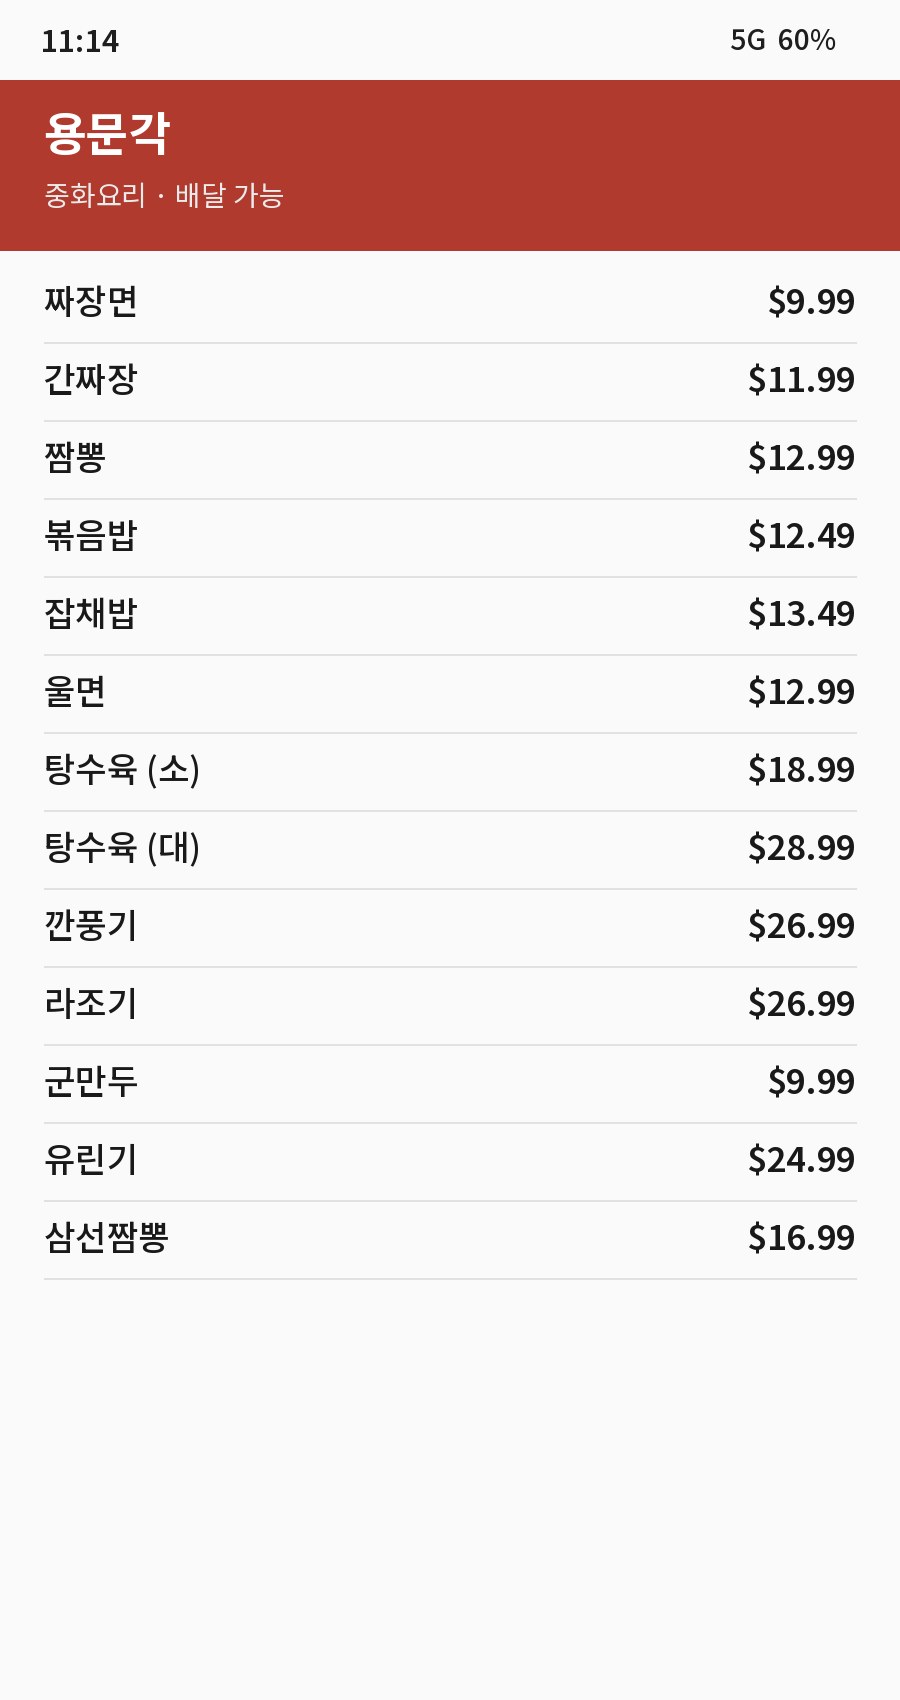 11:14 5G 60%
용문각
중화요리 · 배달 가능
짜장면 $9.99
간짜장 $11.99
짬뽕 $12.99
볶음밥 $12.49
잡채밥 $13.49
울면 $12.99
탕수육 (소) $18.99
탕수육 (대) $28.99
깐풍기 $26.99
라조기 $26.99
군만두 $9.99
유린기 $24.99
삼선짬뽕 $16.99